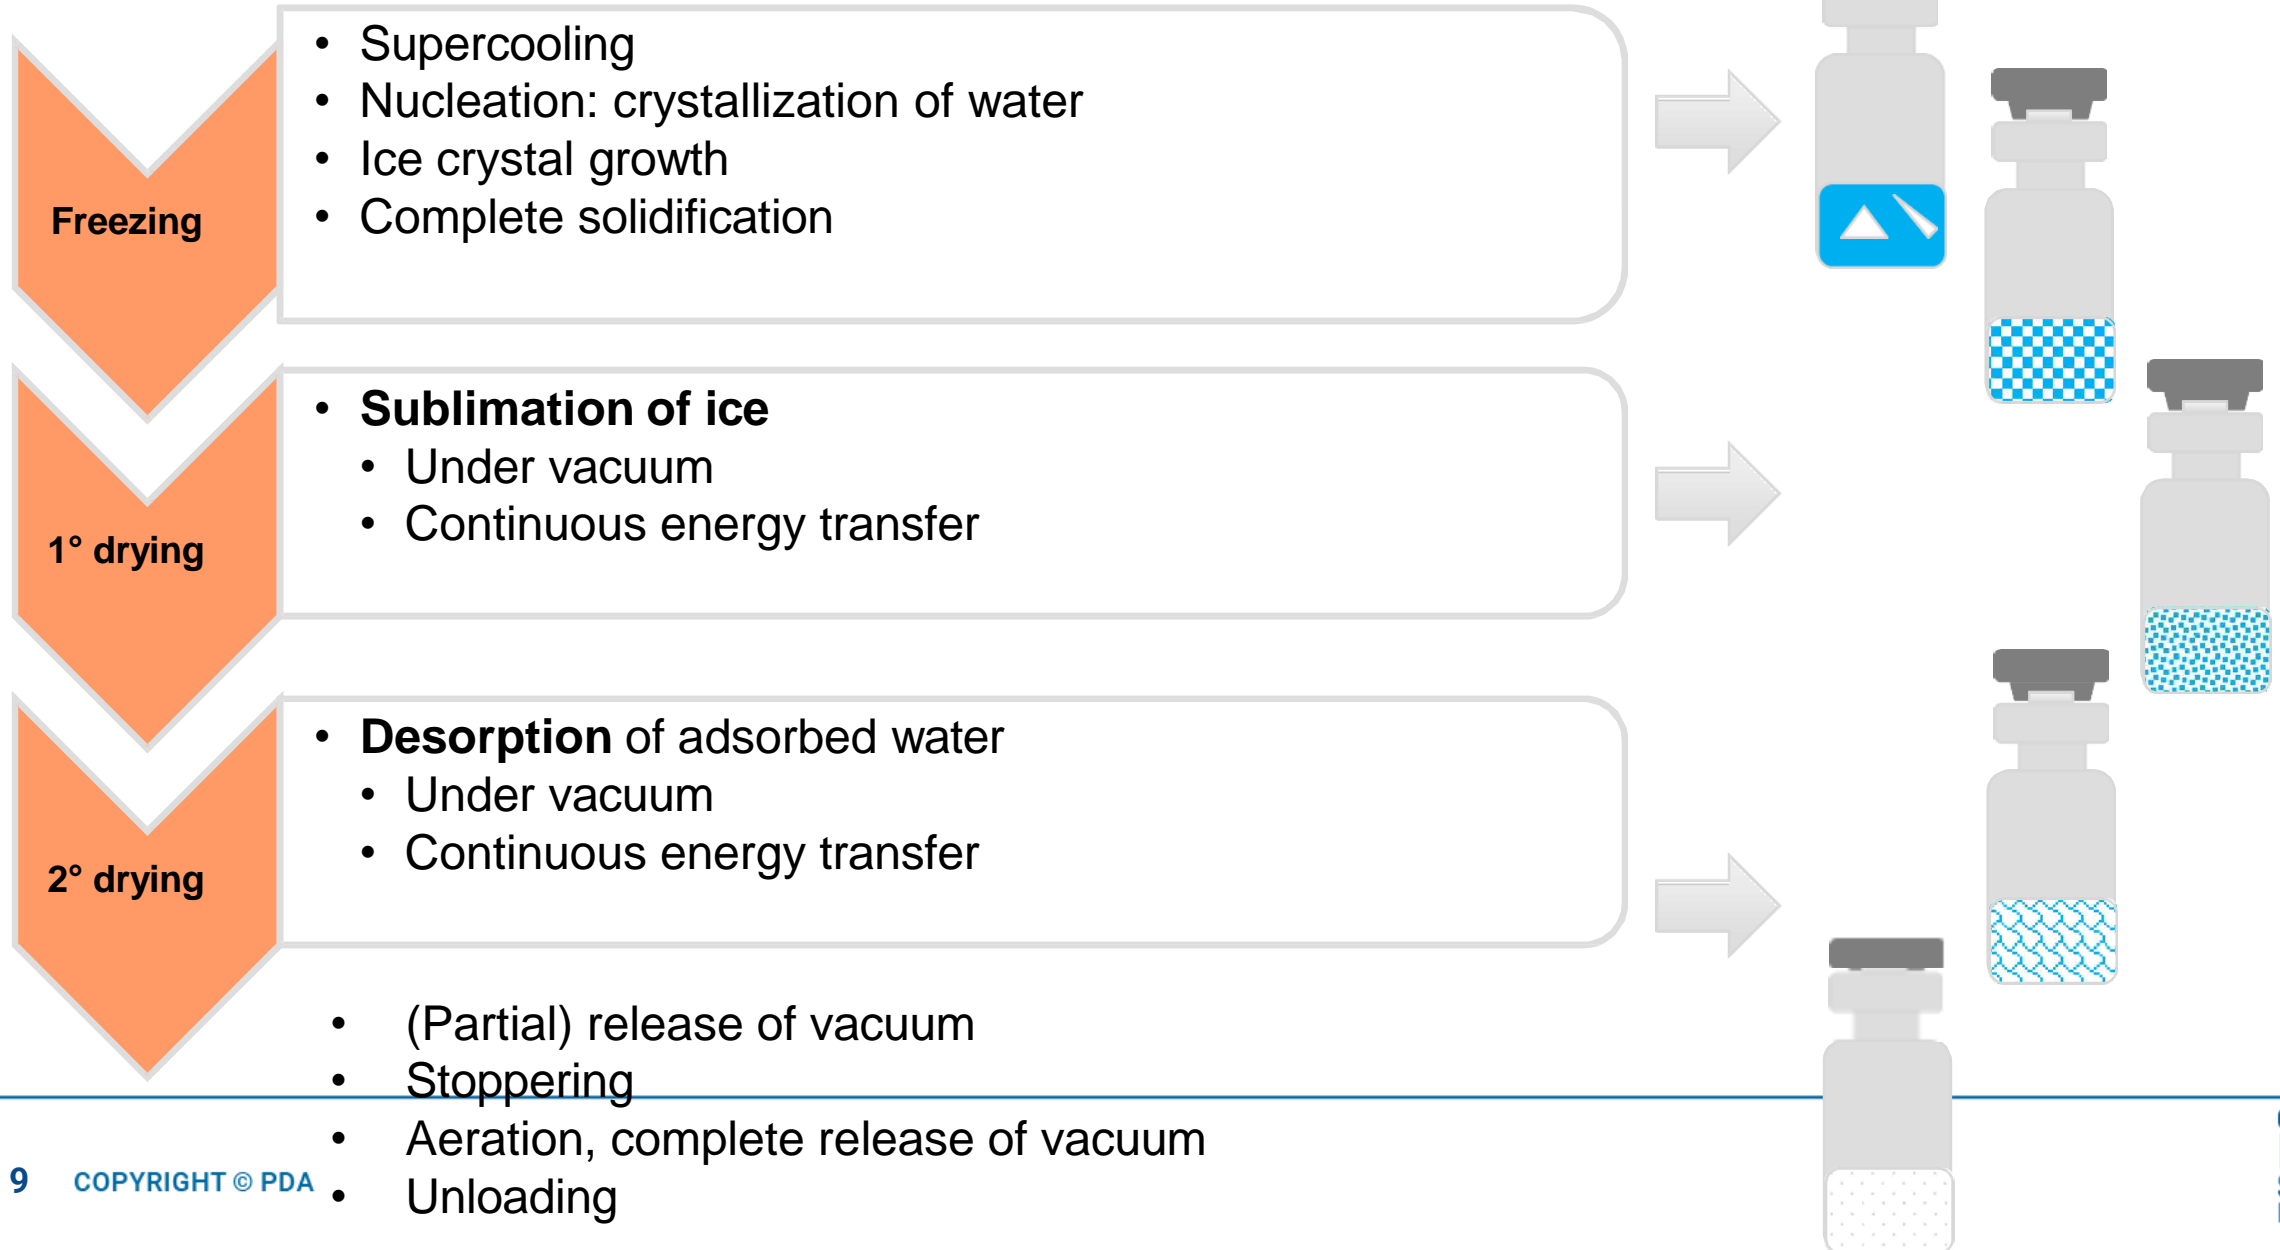 • Supercooling
• Nucleation: crystallization of water
• Ice crystal growth
• Complete solidification
Freezing
• Sublimation of ice
• Under vacuum
• Continuous energy transfer
1° drying
• Desorption of adsorbed water
• Under vacuum
• Continuous energy transfer
2° drying
• (Partial) release of vacuum
• Stoppering
• Aeration, complete release of vacuum
• Unloading
9 COPYRIGHT © PDA